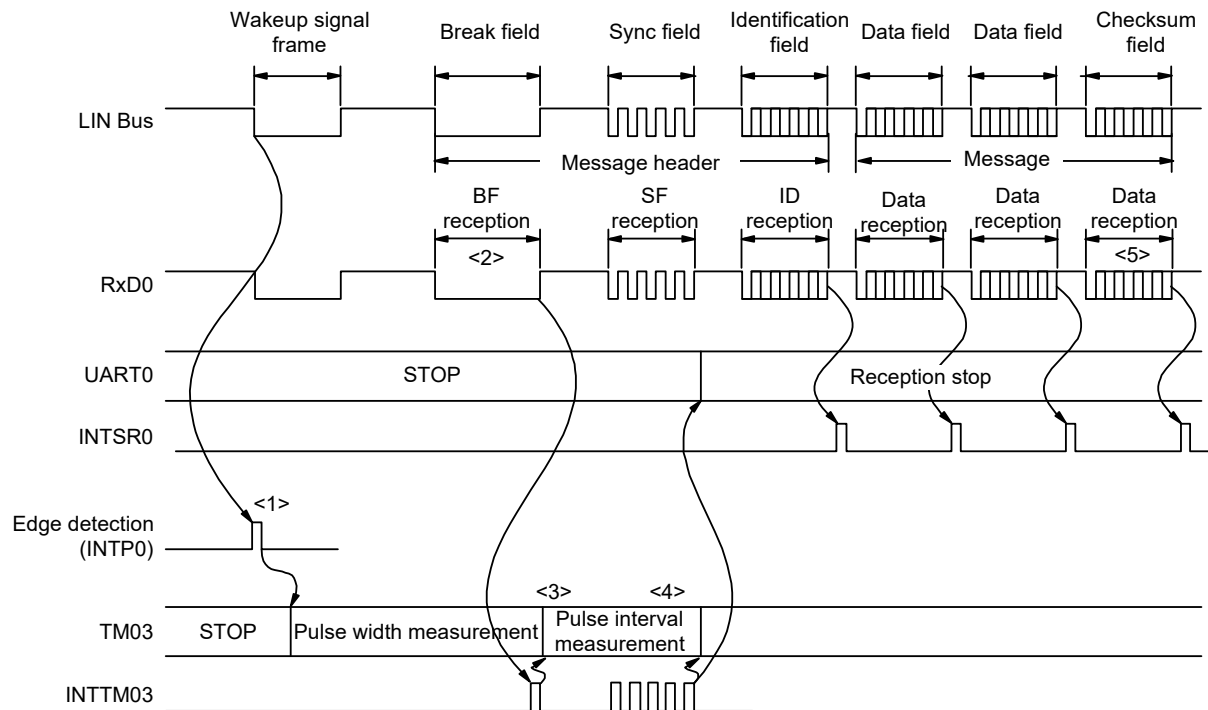 Wakeup signal
frame
Break field
Sync field
Identification
field
Data field
Data field
Checksum
field
LIN Bus
Message header
Message
BF
reception
SF
reception
ID
reception
Data
reception
Data
reception
Data
reception
<2>
<5>
RxD0
UART0
STOP
Reception stop
INTSR0
<1>
Edge detection
(INTP0)
<3>
<4>
TM03
STOP
Pulse width measurement
Pulse interval
measurement
INTTM03